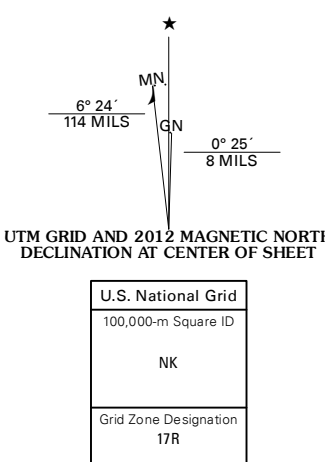 MN
GN
6° 24´
114 MILS
0° 25´
8 MILS
UTM GRID AND 2012 MAGNETIC NORTH
DECLINATION AT CENTER OF SHEET
U.S. National Grid
100,000-m Square ID
NK
Grid Zone Designation
17R